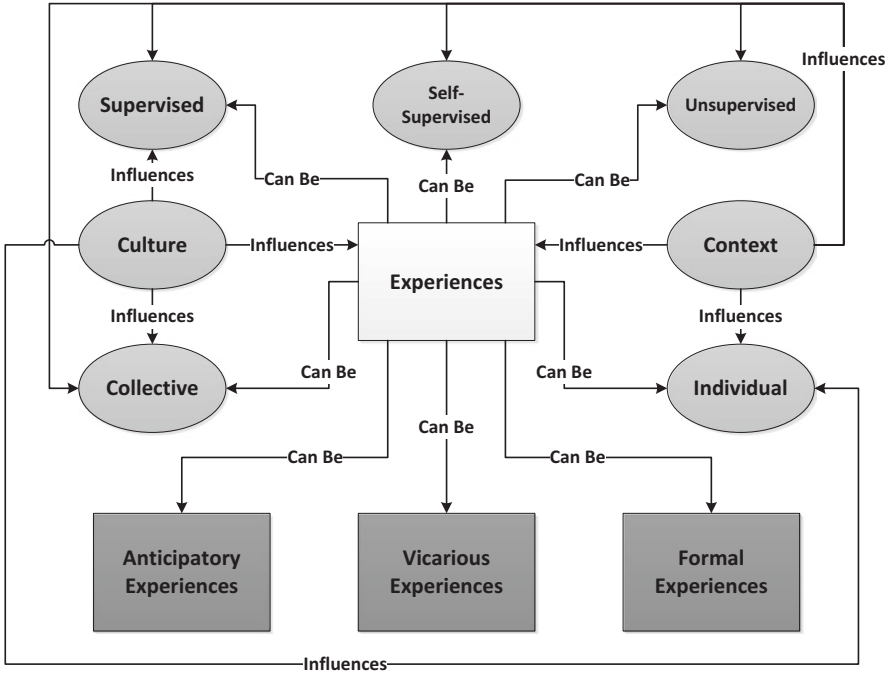 Influences
Supervised
Self-
Supervised
Unsupervised
Influences
Can Be
Can Be
Can Be
Culture
Influences
Experiences
Influences
Context
Influences
Influences
Collective
Can Be
Can Be
Individual
Can Be
Can Be
Can Be
Anticipatory
Experiences
Vicarious
Experiences
Formal
Experiences
Influences